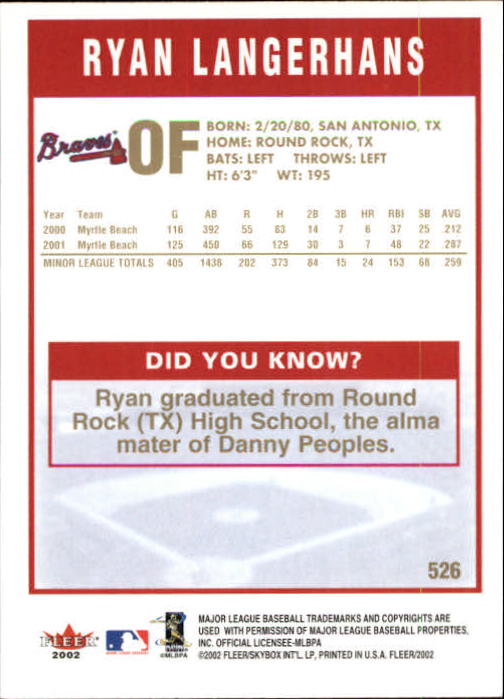 RYAN LANGERHANS
Braves
OF
BORN: 2/20/80, SAN ANTONIO, TX
HOME: ROUND ROCK, TX
BATS: LEFT THROWS: LEFT
HT: 6'3" WT: 195
Year Team G AB R H 2B 3B HR RBI SB AVG
2000 Myrtle Beach 116 392 55 83 14 7 6 37 25 .212
2001 Myrtle Beach 125 450 66 129 30 3 7 48 22 .287
MINOR LEAGUE TOTALS 405 1438 202 373 84 15 24 153 68 .259
DID YOU KNOW?
Ryan graduated from Round
Rock (TX) High School, the alma
mater of Danny Peoples.
526
FLEER
2002
©MLBPA
MAJOR LEAGUE BASEBALL TRADEMARKS AND COPYRIGHTS ARE
USED WITH PERMISSION OF MAJOR LEAGUE BASEBALL PROPERTIES,
INC. OFFICIAL LICENSEE-MLBPA
©2002 FLEER/SKYBOX INT'L. LP, PRINTED IN U.S.A. FLEER/2002